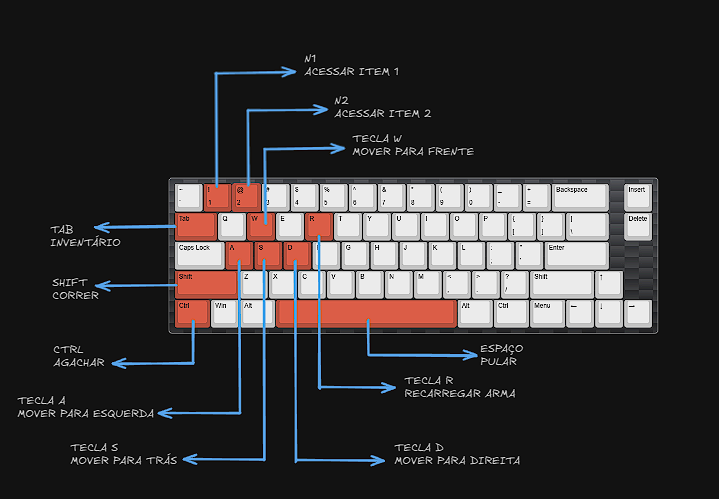 N1
ACESSAR ITEM 1
N2
ACESSAR ITEM 2
TECLA W
MOVER PARA FRENTE
~ ! @ # $ % ^ & * ( ) _ + Backspace Insert
1 2 3 4 5 6 7 8 9 0 - =
Tab Q W E R T Y U I O P { } | Delete
[ ] \
Caps Lock A S D G H J K L : " Enter
; '
Shift Z X C V B N M < > ? Shift ↑
, . /
Ctrl Win Alt Alt Ctrl Menu ← ↓ →
TAB
INVENTÁRIO
SHIFT
CORRER
CTRL
AGACHAR
ESPAÇO
PULAR
TECLA R
RECARREGAR ARMA
TECLA A
MOVER PARA ESQUERDA
TECLA S
MOVER PARA TRÁS
TECLA D
MOVER PARA DIREITA